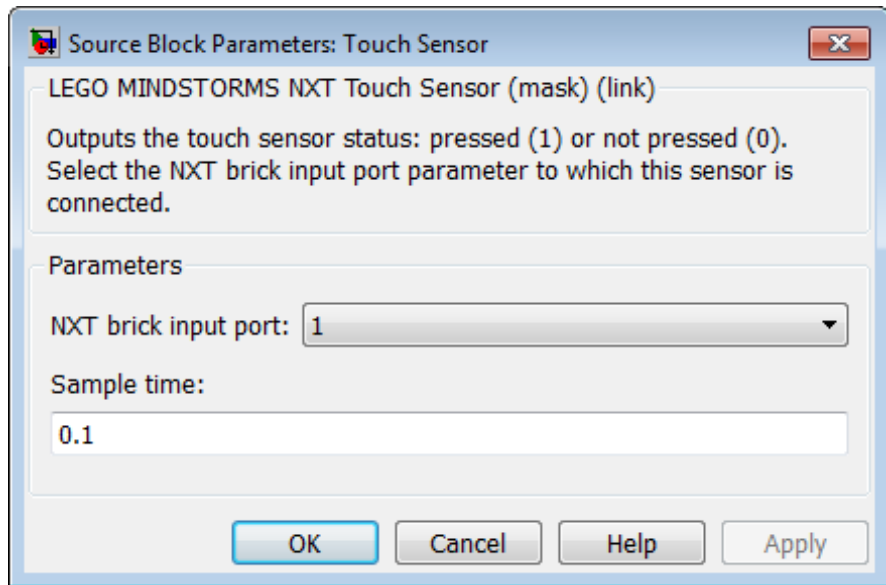 Source Block Parameters: Touch Sensor
LEGO MINDSTORMS NXT Touch Sensor (mask) (link)
Outputs the touch sensor status: pressed (1) or not pressed (0).
Select the NXT brick input port parameter to which this sensor is
connected.
Parameters
NXT brick input port: 1
Sample time:
0.1
OK Cancel Help Apply